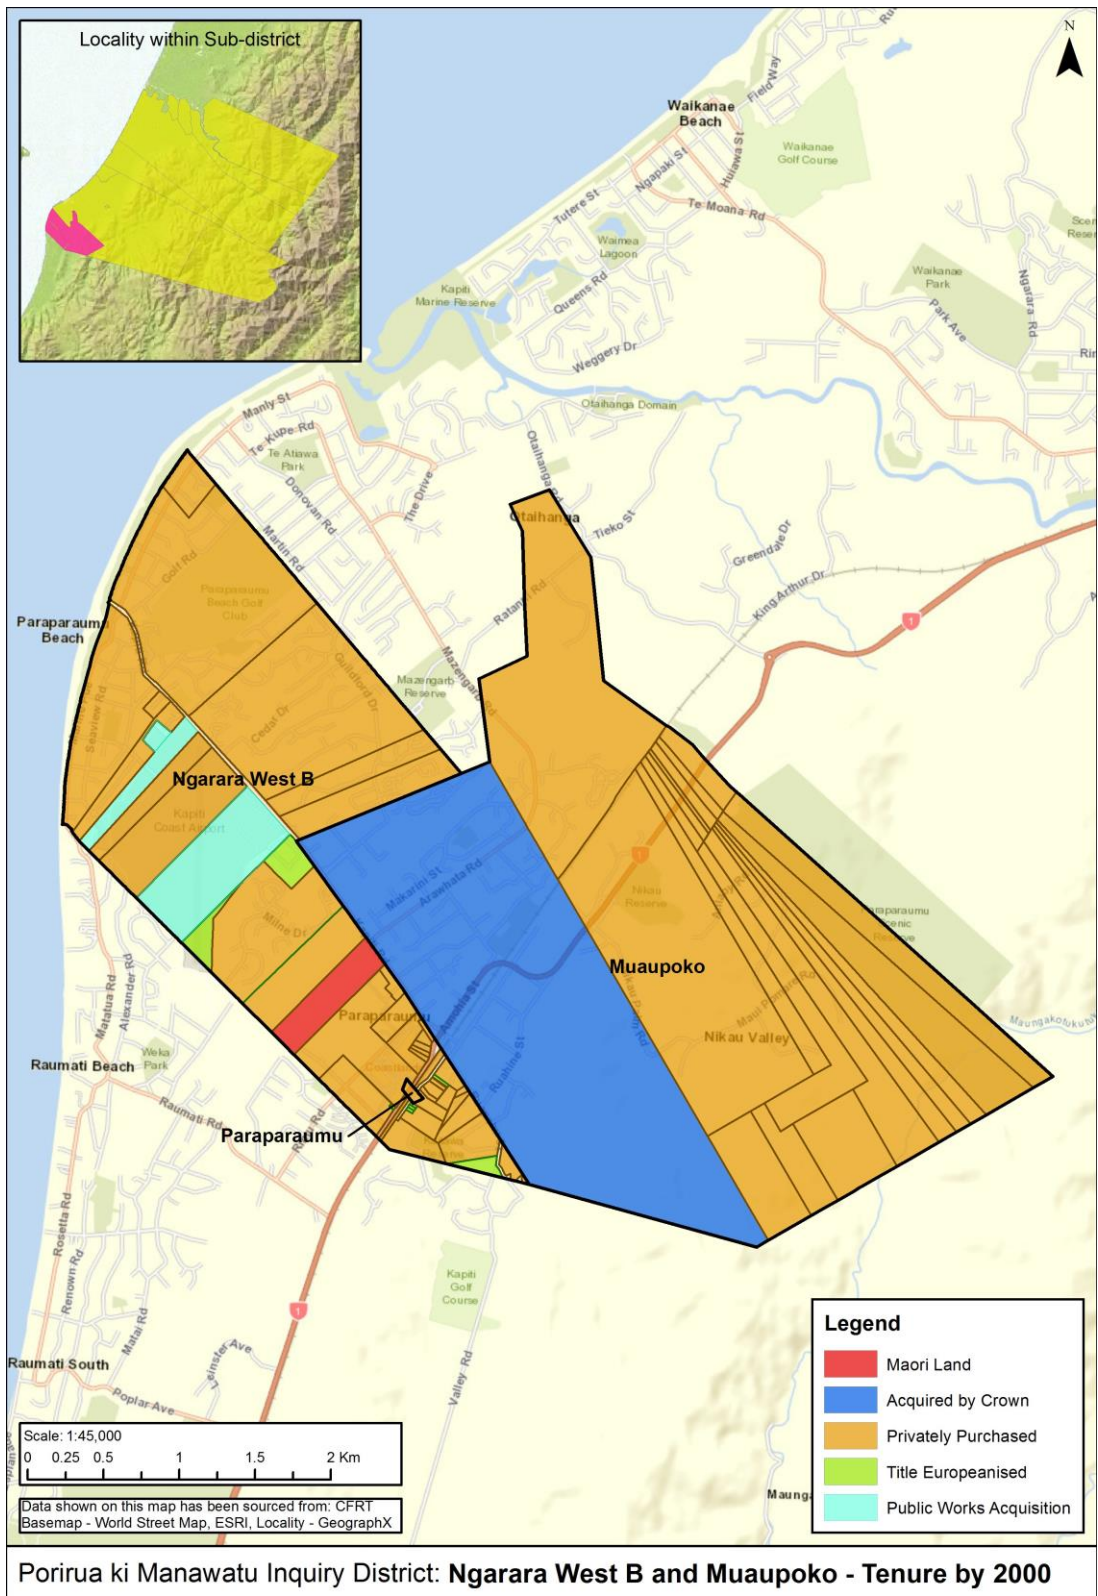 Locality within Sub-district
N
Waikanae
Beach
Field Way
Waikanae
Golf Course
Huiawa St
Ngapaki St
Tutere St
Te Moana Rd
Waimea
Lagoon
Queens Rd
Kapiti
Marine Reserve
Weggery Dr
Waikanae
Park
Park Ave
Ngarara Rd
Otaihanga Domain
Manly St
Te Kupe Rd
Te Atiawa
Park
Donovan Rd
The Drive
Martin Rd
Otaihanga Rd
Otaihanga
Tieko St
Greendale Dr
King Arthur Dr
1
Golf Rd
Paraparaumu
Beach Golf
Club
Paraparaumu
Beach
Mazengarb Rd
Mazengarb
Reserve
Guildford Dr
Cedar Dr
Seaview Rd
Ngarara West B
Kapiti
Coast Airport
Makarini St
Arawhata Rd
1
Nikau
Reserve
Milne Dr
Muaupoko
Nikau Valley
Maui Pomare Rd
Paraparaumu
Amohia St
Ruahine St
Matatua Rd
Alexander Rd
Weka
Park
Raumati Beach
Raumati Rd
Paraparaumu
Rosetta Rd
Renown Rd
Matai Rd
Kapiti
Golf
Course
1
Leinster Ave
Raumati South
Poplar Ave
Valley Rd
Legend
Maori Land
Acquired by Crown
Privately Purchased
Title Europeanised
Public Works Acquisition
Scale: 1:45,000
0 0.25 0.5 1 1.5 2 Km
Data shown on this map has been sourced from: CFRT
Basemap - World Street Map, ESRI, Locality - GeographX
Porirua ki Manawatu Inquiry District: Ngarara West B and Muaupoko - Tenure by 2000